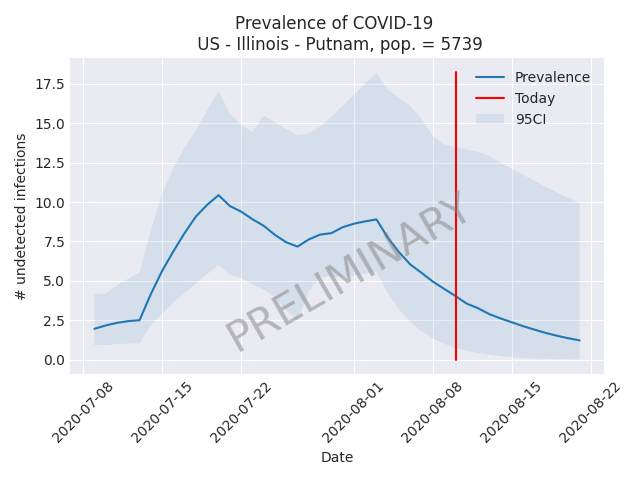 Prevalence of COVID-19
US - Illinois - Putnam, pop. = 5739
# undetected infections
17.5
15.0
12.5
10.0
7.5
5.0
2.5
0.0
Prevalence
Today
95CI
PRELIMINARY
2020-07-08
2020-07-15
2020-07-22
2020-08-01
2020-08-08
2020-08-15
2020-08-22
Date